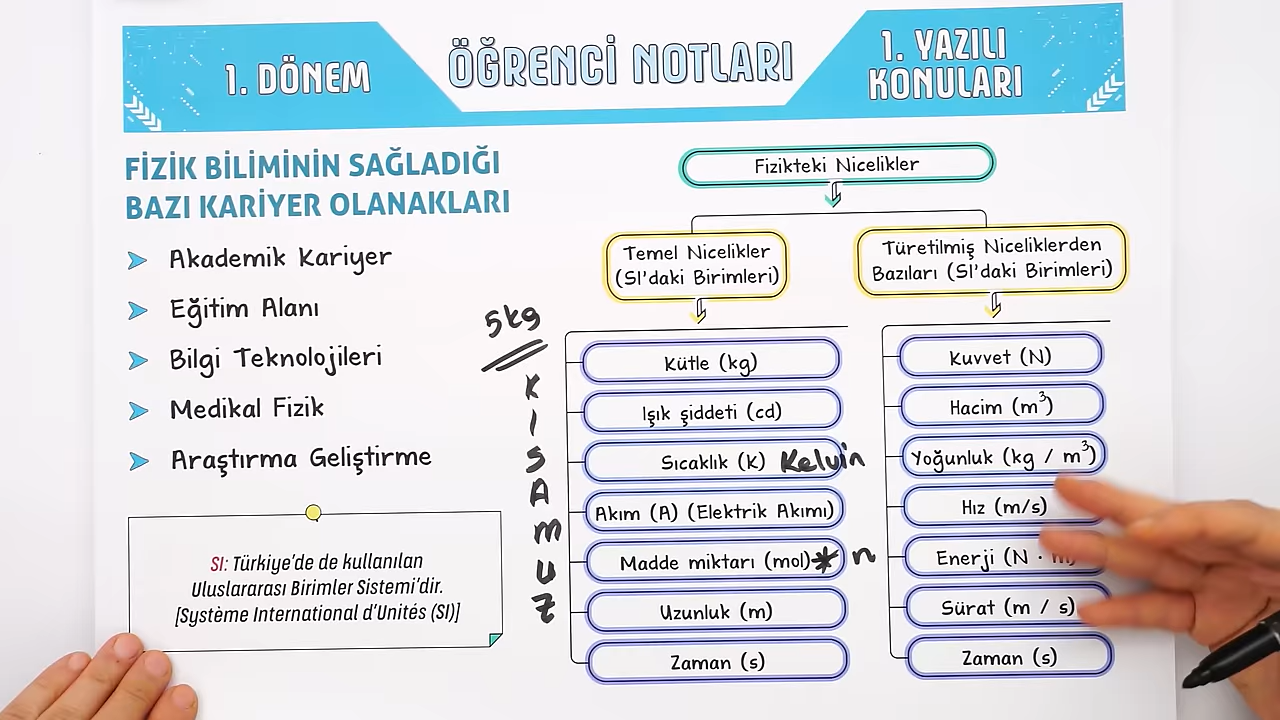 1. DÖNEM
ÖĞRENCİ NOTLARI
1. YAZILI
KONULARI
FİZİK BİLİMİNİN SAĞLADIĞI
BAZI KARİYER OLANAKLARI
Akademik Kariyer
Eğitim Alanı
Bilgi Teknolojileri
Medikal Fizik
Araştırma Geliştirme
SI: Türkiye'de de kullanılan
Uluslararası Birimler Sistemi'dir.
[Système International d'Unités (SI)]
Fizikteki Nicelikler
Temel Nicelikler
(SI'daki Birimleri)
5kg
K
I
S
A
m
U
Z
Kütle (kg)
Işık şiddeti (cd)
Sıcaklık (K) Kelvin
Akım (A) (Elektrik Akımı)
Madde miktarı (mol)* n
Uzunluk (m)
Zaman (s)
Türetilmiş Niceliklerden
Bazıları (SI'daki Birimleri)
Kuvvet (N)
Hacim (m³)
Yoğunluk (kg / m³)
Hız (m/s)
Enerji (N · m)
Sürat (m / s)
Zaman (s)